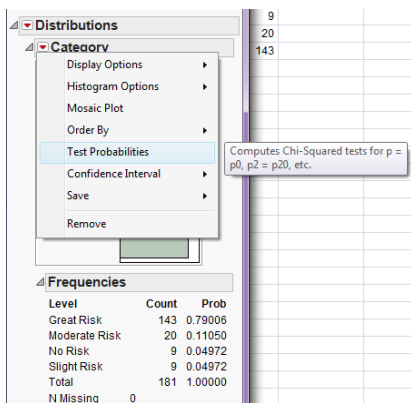 Distributions
9
20
Category
143
Display Options
Histogram Options
Mosaic Plot
Order By
Test Probabilities
Computes Chi-Squared tests for p =
p0, p2 = p20, etc.
Confidence Interval
Save
Remove
Frequencies
Level Count Prob
Great Risk 143 0.79006
Moderate Risk 20 0.11050
No Risk 9 0.04972
Slight Risk 9 0.04972
Total 181 1.00000
N Missing 0